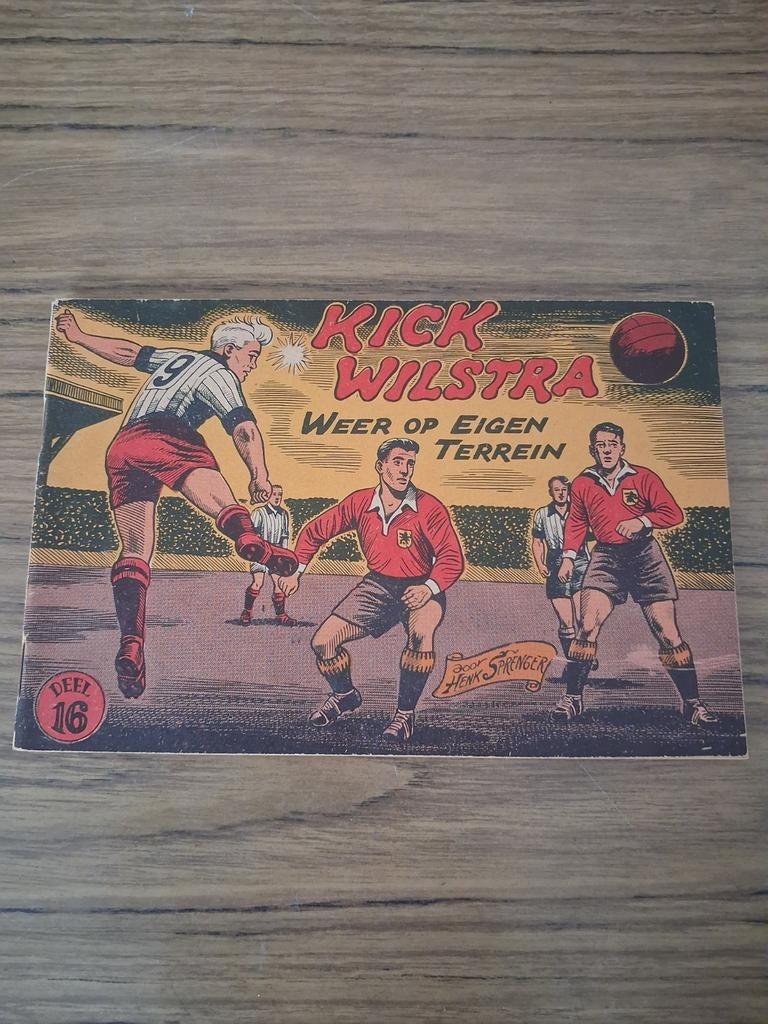 KICK
WILSTRA
WEER OP EIGEN
TERREIN
9
door
HENK SPRENGER
DEEL
16